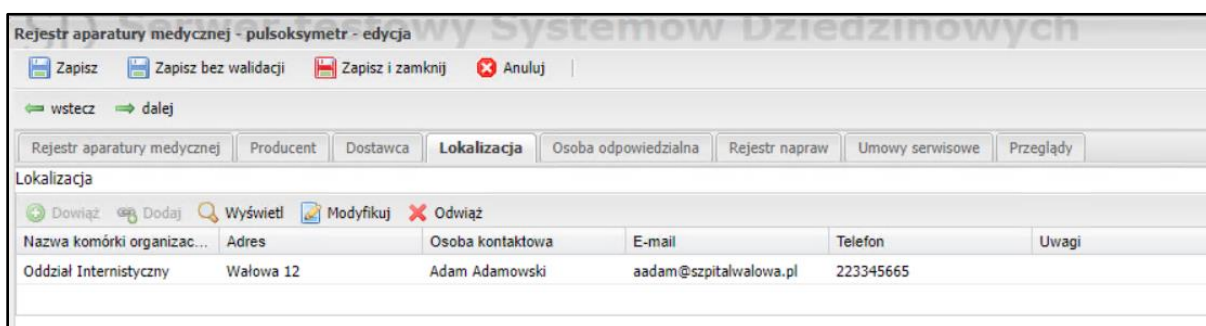 SD Serwer testowy Systemów Dziedzinowych
Rejestr aparatury medycznej - pulsoksymetr - edycja
Zapisz Zapisz bez walidacji Zapisz i zamknij Anuluj
wstecz dalej
Rejestr aparatury medycznej Producent Dostawca Lokalizacja Osoba odpowiedzialna Rejestr napraw Umowy serwisowe Przeglądy
Lokalizacja
Dowiąż Dodaj Wyświetl Modyfikuj Odwiąż
Nazwa komórki organizac... Adres Osoba kontaktowa E-mail Telefon Uwagi
Oddział Internistyczny Wałowa 12 Adam Adamowski aadam@szpitalwalowa.pl 223345665